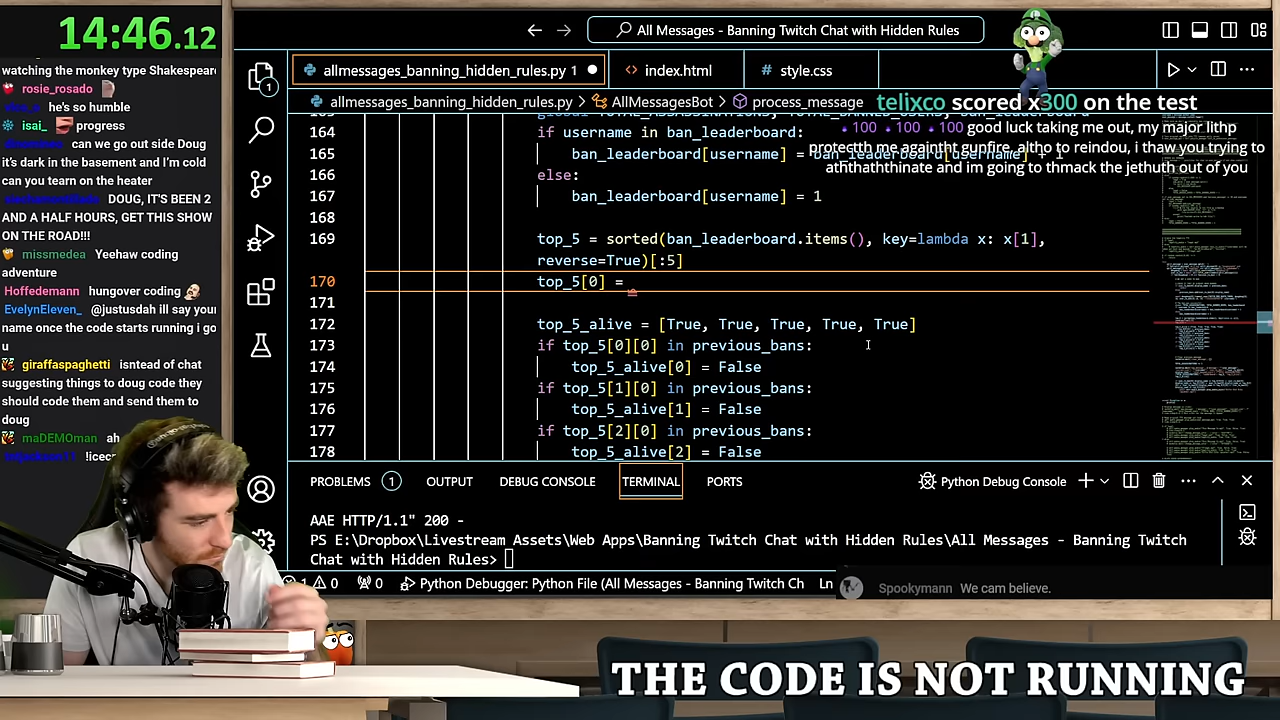 14:46.12
watching the monkey type Shakespeare
rosie_rosado
he's so humble
isai_ progress
can we go out side Doug
it's dark in the basement and I'm cold
can you tearn on the heater
DOUG, IT'S BEEN 2
AND A HALF HOURS, GET THIS SHOW
ON THE ROAD!!!
missmedea Yeehaw coding
adventure
Hoffedemann hungover coding
EvelynEleven_ @justusdah ill say your
name once the code starts running i go
u
giraffaspaghetti isntead of chat
suggesting things to doug code they
should code them and send them to
doug
maDEMOman ah
All Messages - Banning Twitch Chat with Hidden Rules
allmessages_banning_hidden_rules.py 1
index.html
style.css
allmessages_banning_hidden_rules.py > AllMessagesBot > process_message
telixco scored x300 on the test
100 100 100 good luck taking me out, my major lithp
protecth me againtht gunfire, altho to reindou, i thaw you trying to
aththaththinate and im going to thmack the jethuth out of you
164 if username in ban_leaderboard:
165 ban_leaderboard[username] = ban_leaderboard[username] + 1
166 else:
167 ban_leaderboard[username] = 1
168
169 top_5 = sorted(ban_leaderboard.items(), key=lambda x: x[1],
reverse=True)[:5]
170 top_5[0] =
171
172 top_5_alive = [True, True, True, True, True]
173 if top_5[0][0] in previous_bans:
174 top_5_alive[0] = False
175 if top_5[1][0] in previous_bans:
176 top_5_alive[1] = False
177 if top_5[2][0] in previous_bans:
178 top_5_alive[2] = False
PROBLEMS 1 OUTPUT DEBUG CONSOLE TERMINAL PORTS
Python Debug Console
AAE HTTP/1.1" 200 -
PS E:\Dropbox\Livestream Assets\Web Apps\Banning Twitch Chat with Hidden Rules\All Messages - Banning Twitch
Chat with Hidden Rules>
1 0 0 Python Debugger: Python File (All Messages - Banning Twitch Ch Ln
Spookymann We cam believe.
THE CODE IS NOT RUNNING